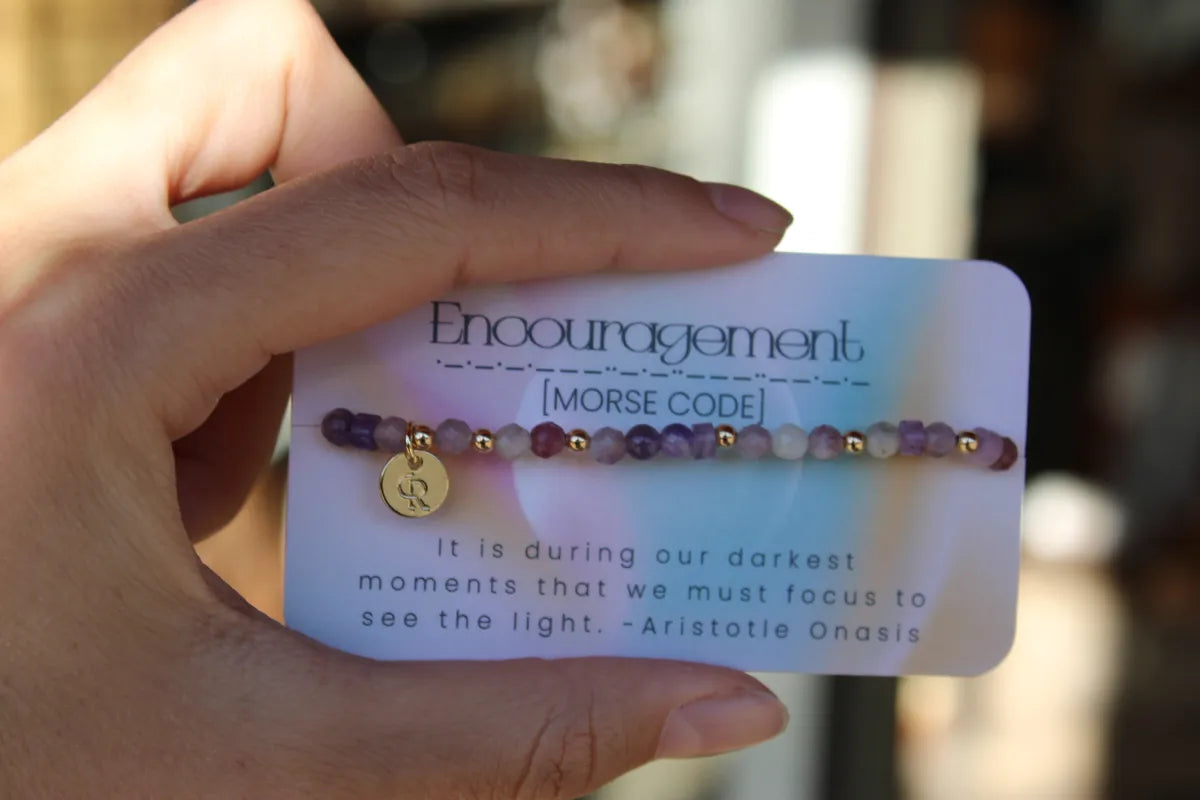 Encouragement
[MORSE CODE]
It is during our darkest
moments that we must focus to
see the light. -Aristotle Onasis